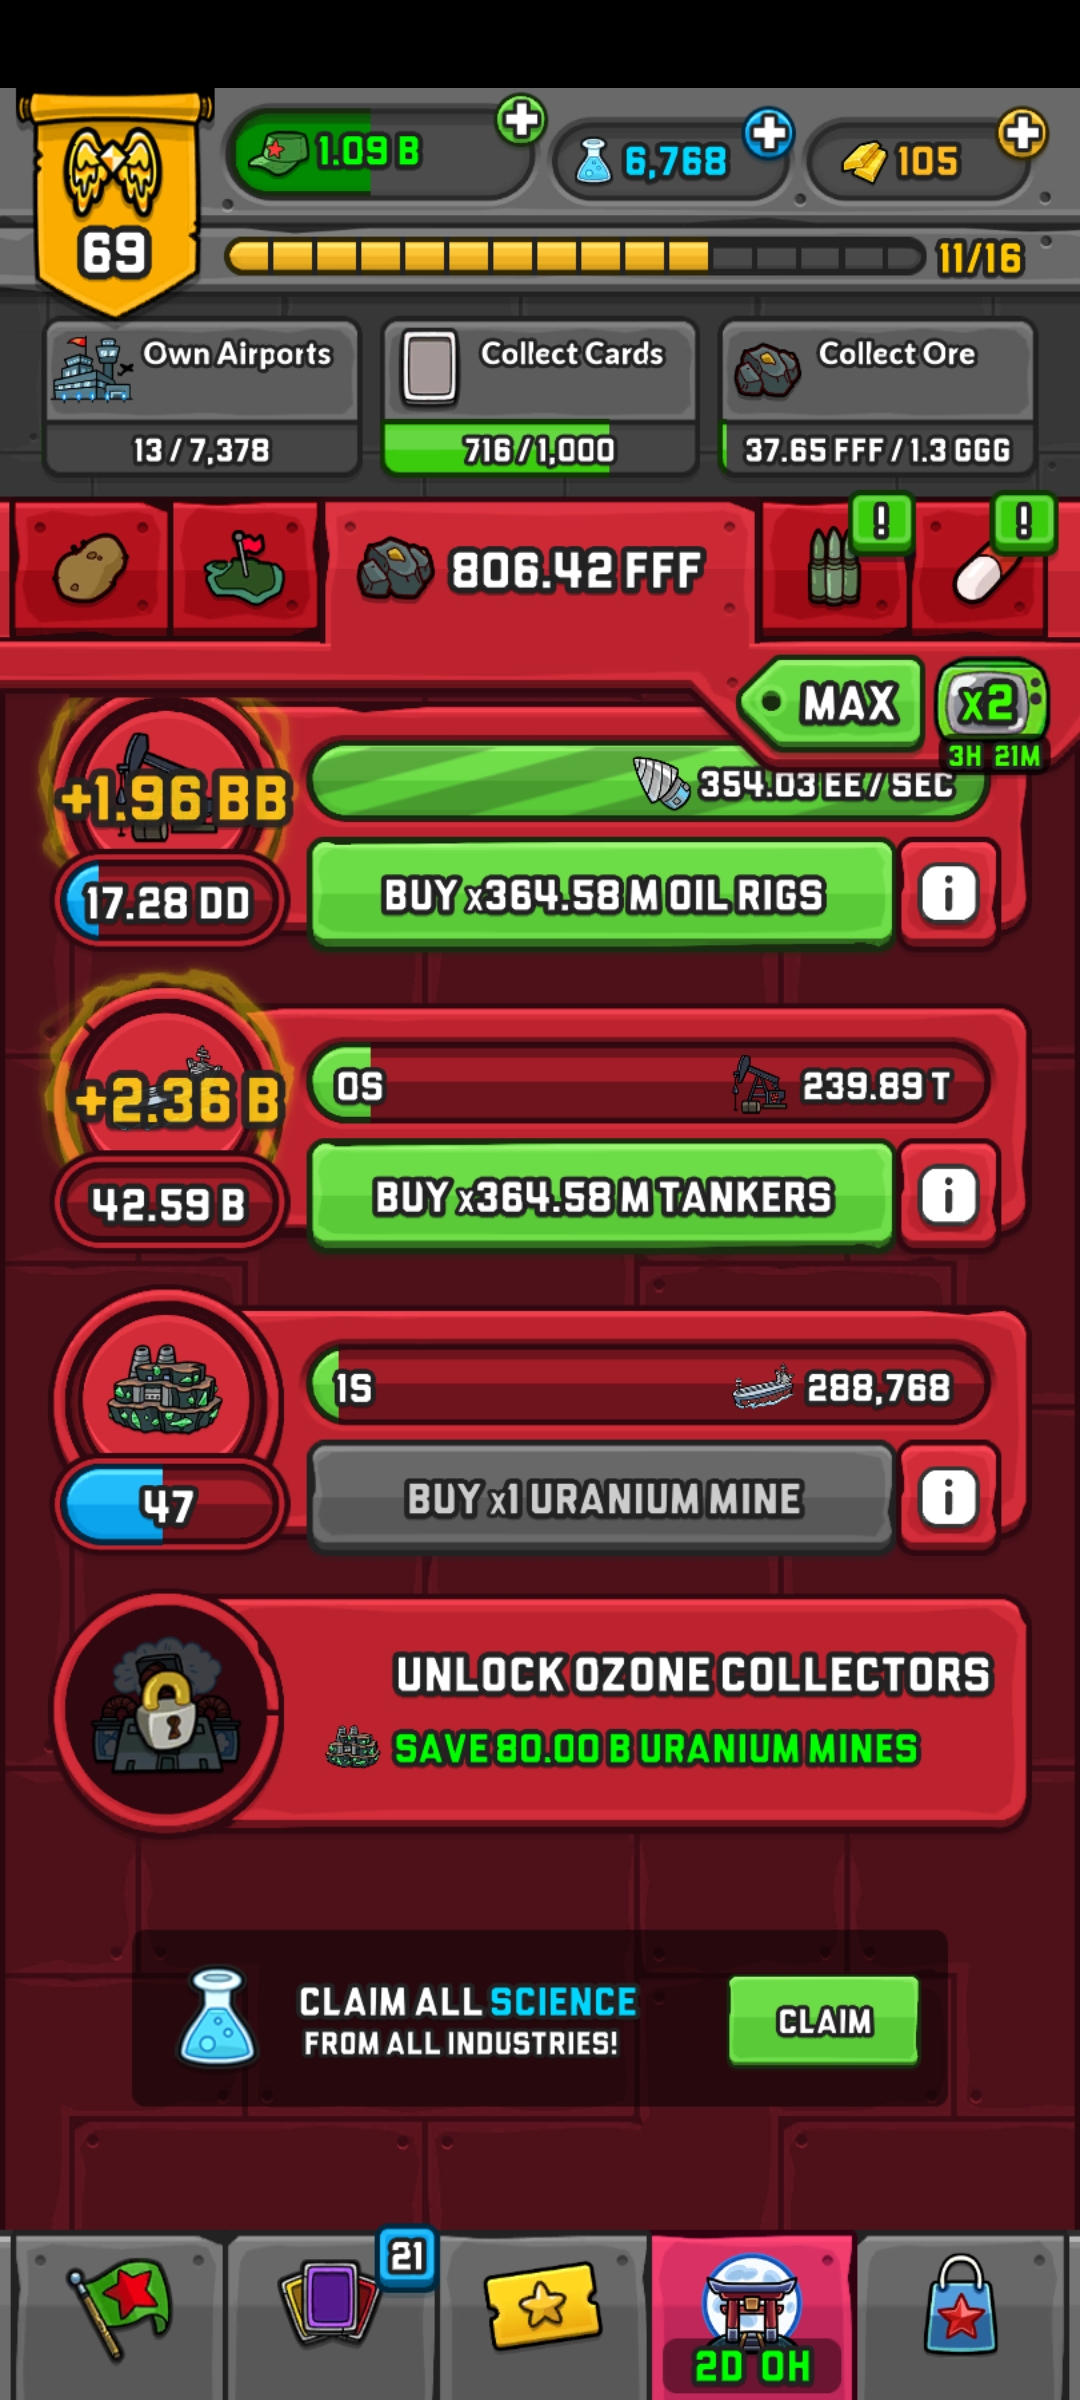 1.09 B
6,768
105
69
11/16
Own Airports
13 / 7,378
Collect Cards
716 / 1,000
Collect Ore
37.65 FFF / 1.3 GGG
806.42 FFF
!
!
MAX
x2
3H 21M
+1.96 BB
354.03 EE / SEC
17.28 DD
BUY x364.58 M OIL RIGS
i
+2.36 B
0S
239.89 T
42.59 B
BUY x364.58 M TANKERS
i
1S
288,768
47
BUY x1 URANIUM MINE
i
UNLOCK OZONE COLLECTORS
SAVE 80.00 B URANIUM MINES
CLAIM ALL SCIENCE
FROM ALL INDUSTRIES!
CLAIM
21
2D 0H